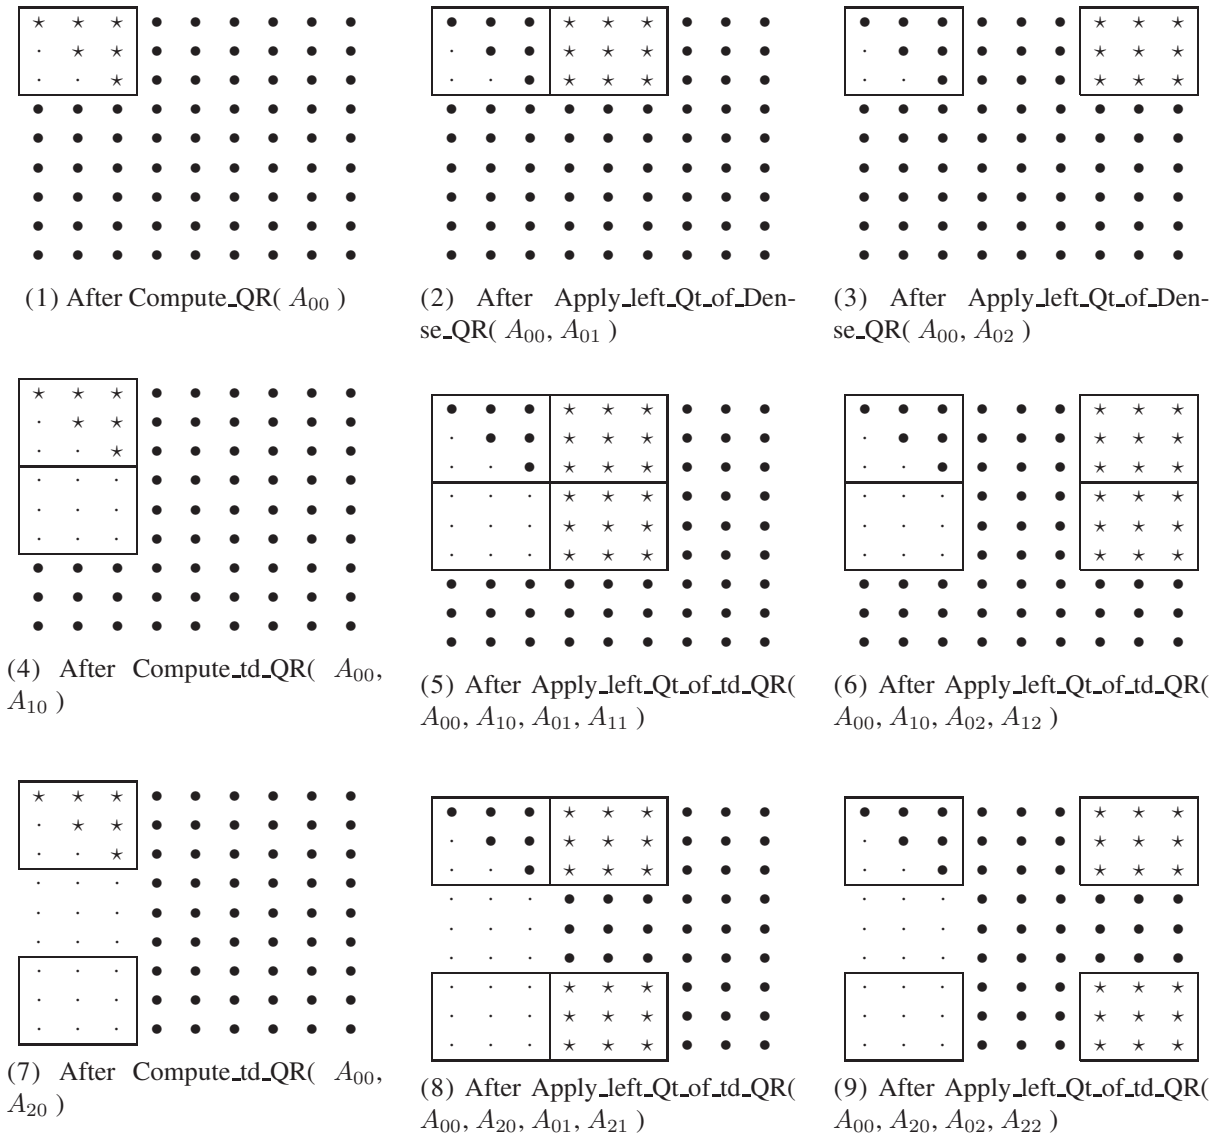 (1) After Compute_QR( A00 )
(2) After Apply_left_Qt_of_Den-
se_QR( A00, A01 )
(3) After Apply_left_Qt_of_Den-
se_QR( A00, A02 )
(4) After Compute_td_QR( A00,
A10 )
(5) After Apply_left_Qt_of_td_QR(
A00, A10, A01, A11 )
(6) After Apply_left_Qt_of_td_QR(
A00, A10, A02, A12 )
(7) After Compute_td_QR( A00,
A20 )
(8) After Apply_left_Qt_of_td_QR(
A00, A20, A01, A21 )
(9) After Apply_left_Qt_of_td_QR(
A00, A20, A02, A22 )